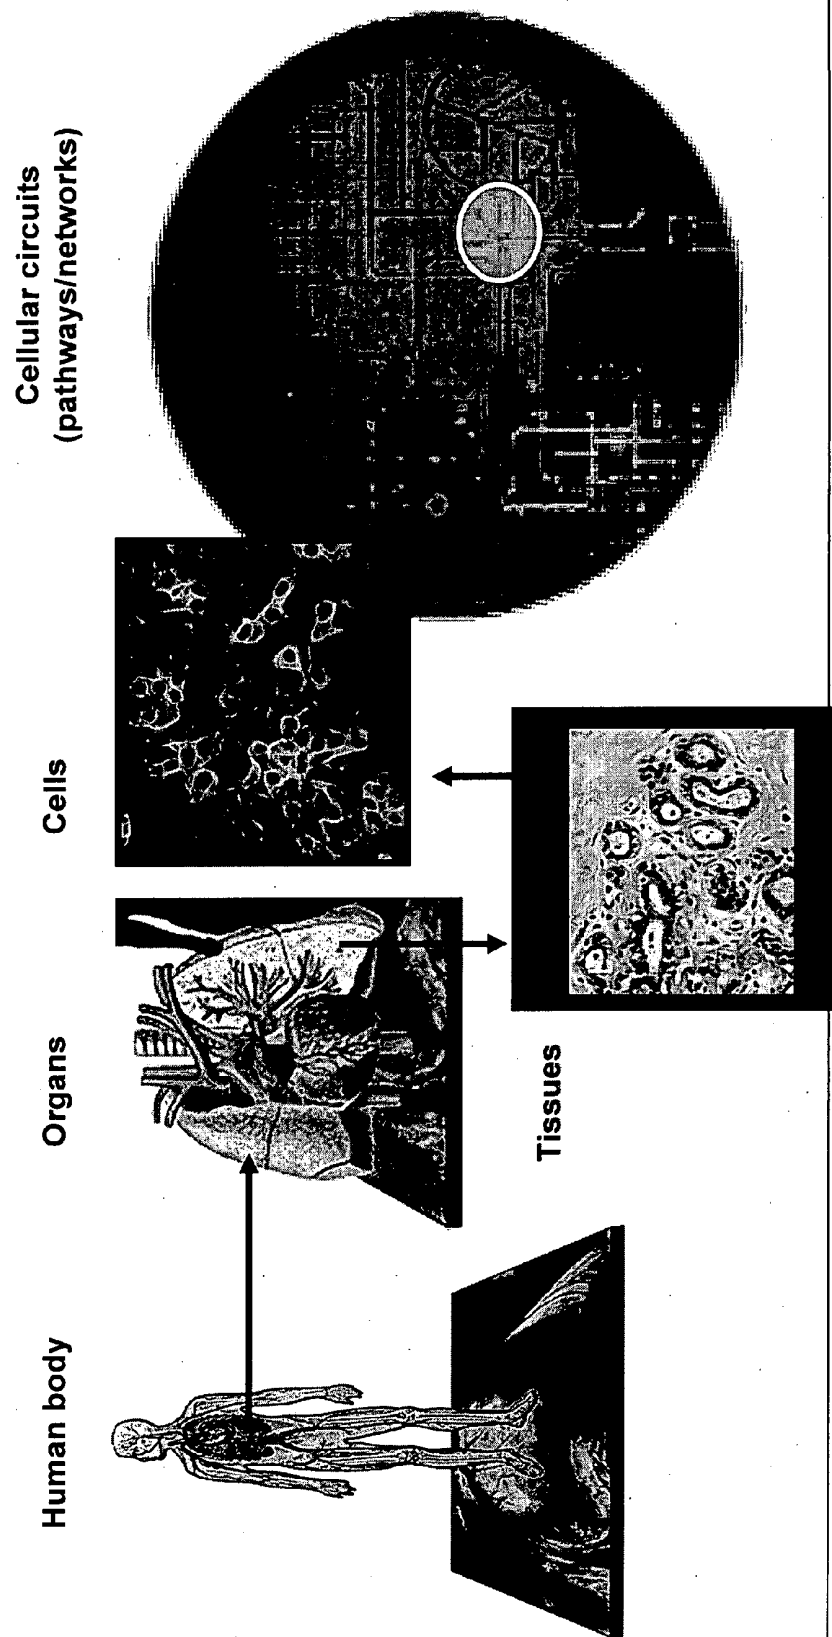 Human body
Organs
Tissues
Cells
Cellular circuits
(pathways/networks)